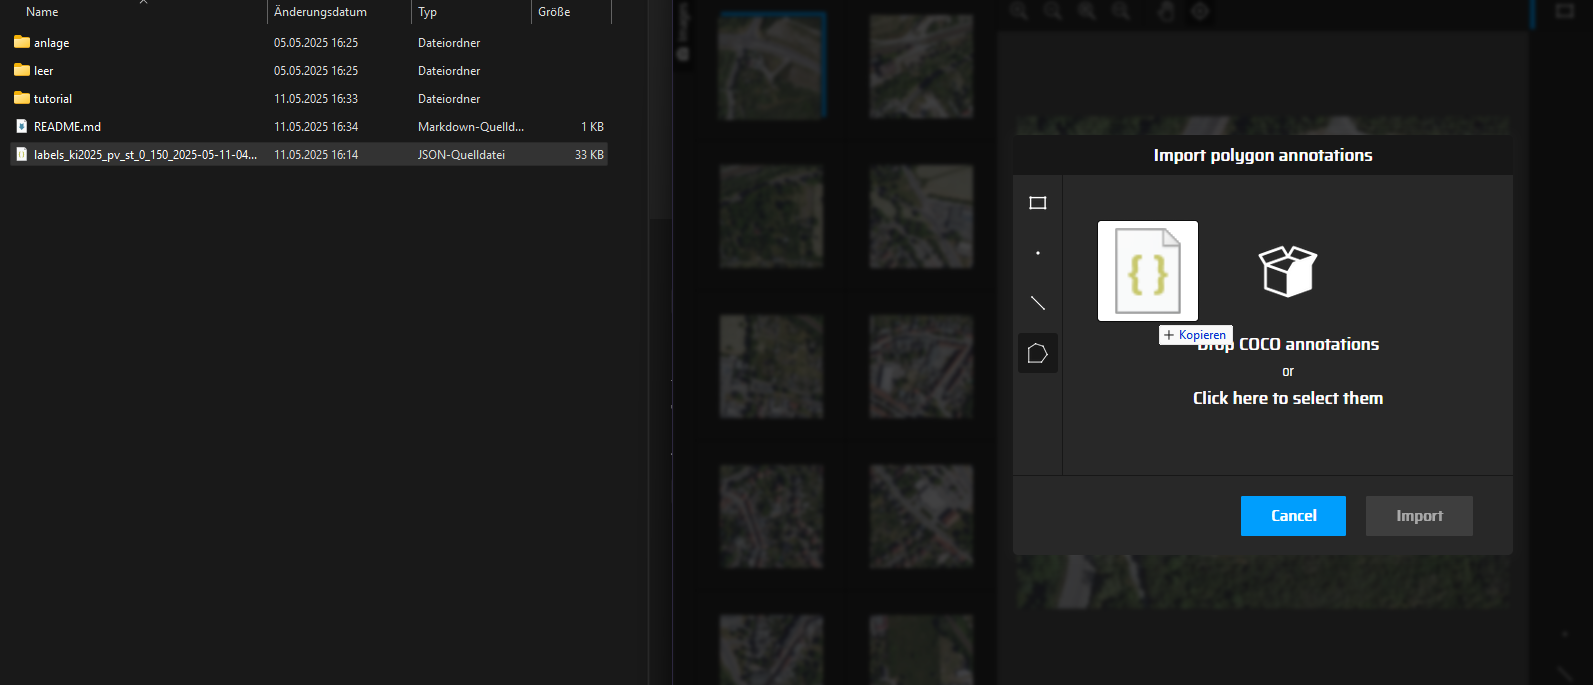 Name Änderungsdatum Typ Größe
anlage 05.05.2025 16:25 Dateiordner
leer 05.05.2025 16:25 Dateiordner
tutorial 11.05.2025 16:33 Dateiordner
README.md 11.05.2025 16:34 Markdown-Quelld... 1 KB
labels_ki2025_pv_st_0_150_2025-05-11-04... 11.05.2025 16:14 JSON-Quelldatei 33 KB
Import polygon annotations
{ }
+ Kopieren
Drop COCO annotations
or
Click here to select them
Cancel
Import